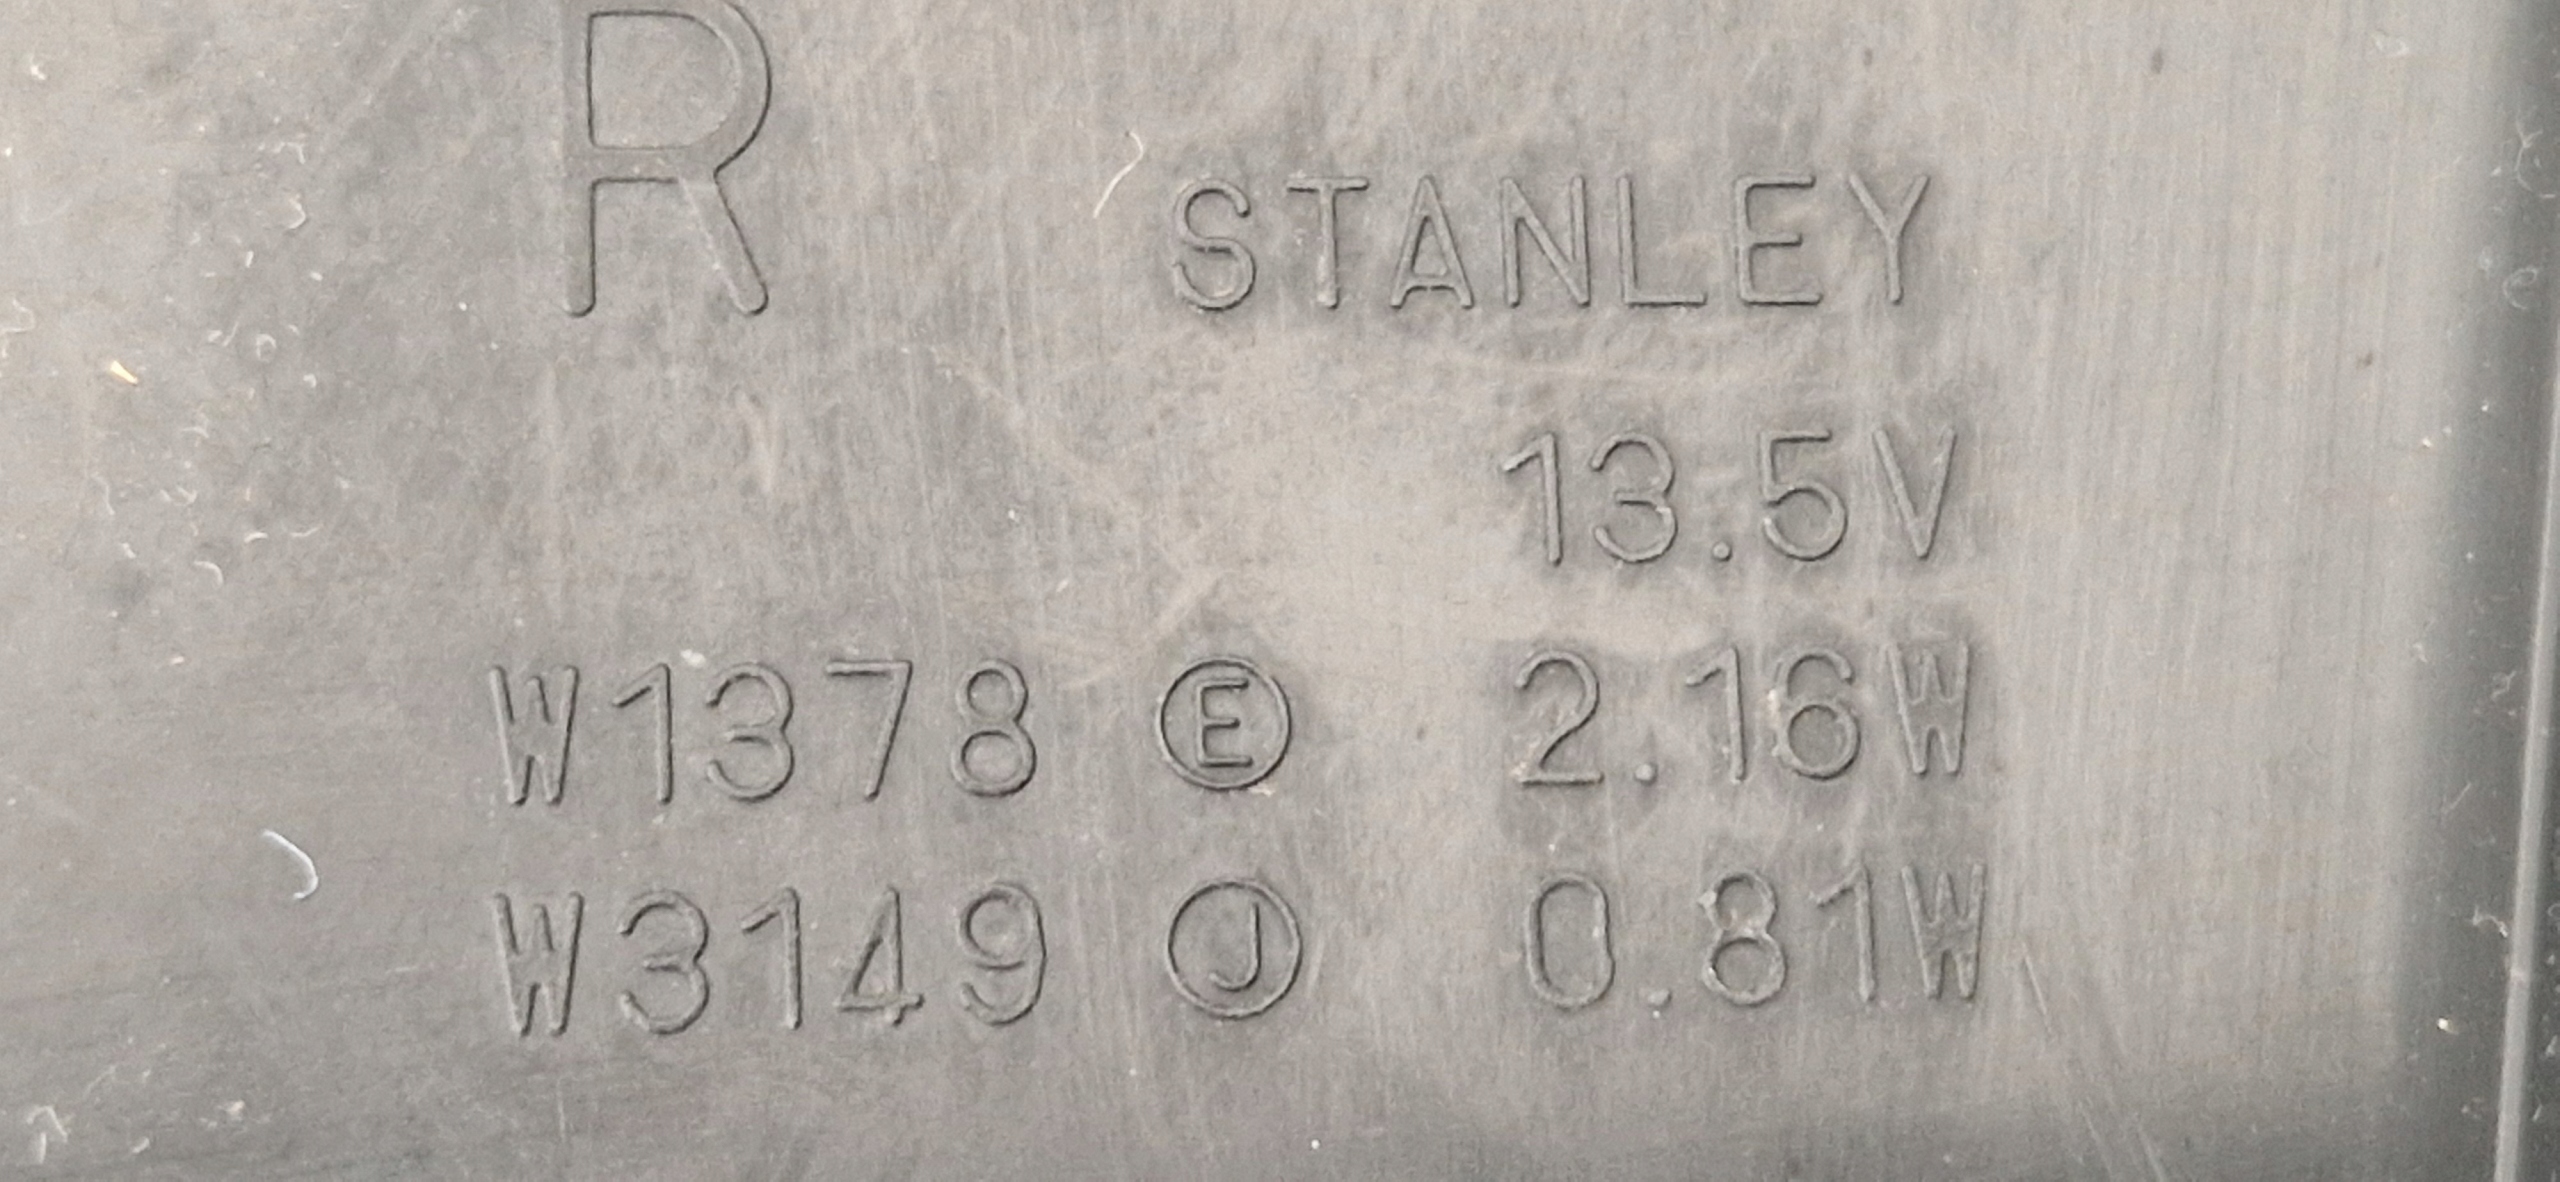 R STANLEY
13.5V
W1378 Ⓔ 2.16W
W3149 Ⓙ 0.81W